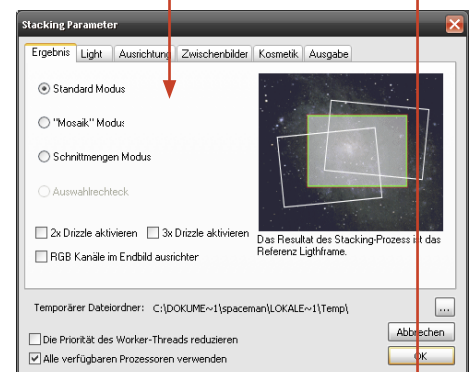 Stacking Parameter
Ergebnis Light Ausrichtung Zwischenbilder Kosmetik Ausgabe
Standard Modus
"Mosaik" Modus
Schnittmengen Modus
Auswahlrechteck
2x Drizzle aktivieren 3x Drizzle aktivieren
RGB Kanäle im Endbild ausrichter
Das Resultat des Stacking-Prozess ist das
Referenz Ligthframe.
Temporärer Dateiordner: C:\DOKUME~1\spaceman\LOKALE~1\Temp\ ...
Die Priorität des Worker-Threads reduzieren
Abbrechen
Alle verfügbaren Prozessoren verwenden
OK